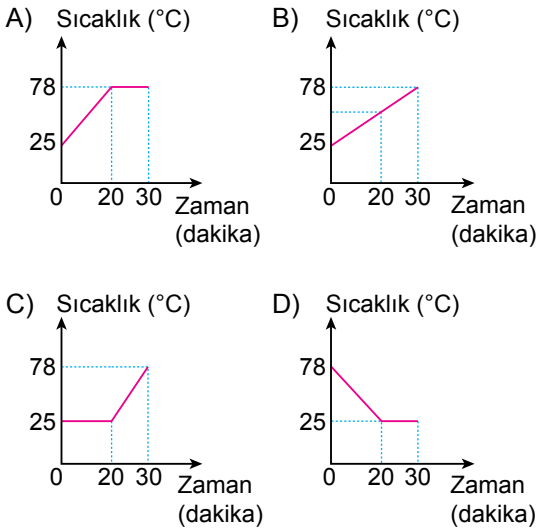 A) Sıcaklık (°C)
78
25
0 20 30 Zaman
(dakika)
B) Sıcaklık (°C)
78
25
0 20 30 Zaman
(dakika)
C) Sıcaklık (°C)
78
25
0 20 30 Zaman
(dakika)
D) Sıcaklık (°C)
78
25
0 20 30 Zaman
(dakika)